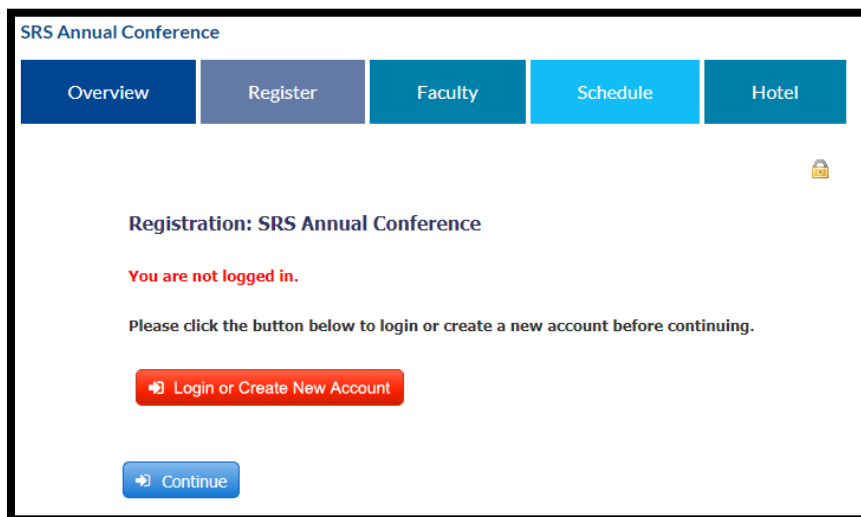 SRS Annual Conference
Overview Register Faculty Schedule Hotel
Registration: SRS Annual Conference
You are not logged in.
Please click the button below to login or create a new account before continuing.
Login or Create New Account
Continue